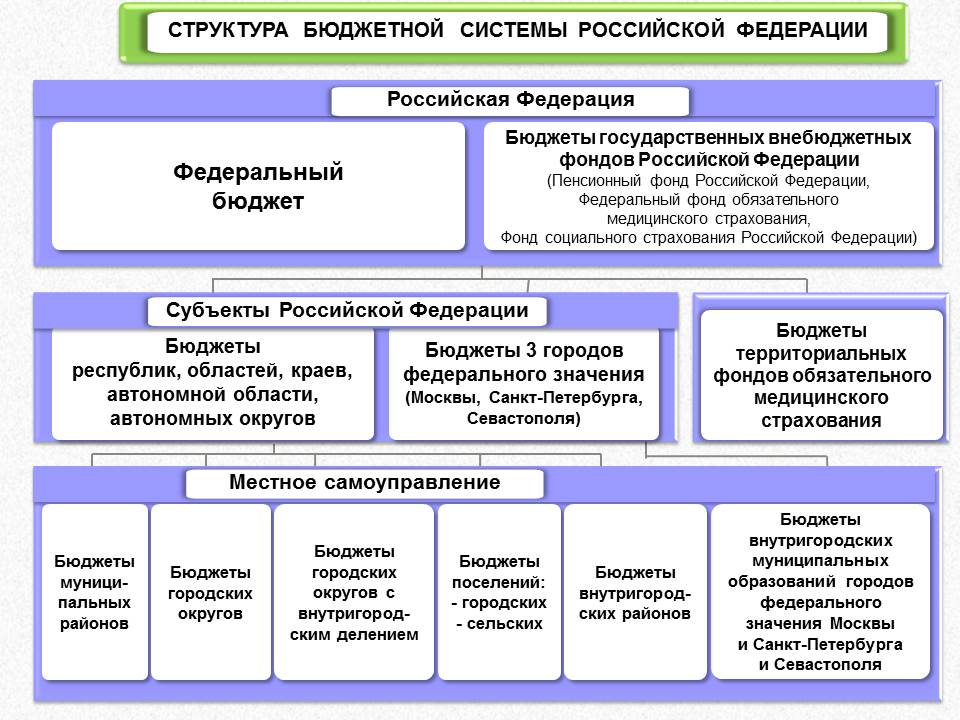 СТРУКТУРА БЮДЖЕТНОЙ СИСТЕМЫ РОССИЙСКОЙ ФЕДЕРАЦИИ
Российская Федерация
Федеральный
бюджет
Бюджеты государственных внебюджетных
фондов Российской Федерации
(Пенсионный фонд Российской Федерации,
Федеральный фонд обязательного
медицинского страхования,
Фонд социального страхования Российской Федерации)
Субъекты Российской Федерации
Бюджеты
республик, областей, краев,
автономной области,
автономных округов
Бюджеты 3 городов
федерального значения
(Москвы, Санкт-Петербурга,
Севастополя)
Бюджеты
территориальных
фондов обязательного
медицинского
страхования
Местное самоуправление
Бюджеты
муници-
пальных
районов
Бюджеты
городских
округов
Бюджеты
городских
округов с
внутригород-
ским делением
Бюджеты
поселений:
- городских
- сельских
Бюджеты
внутригород-
ских районов
Бюджеты
внутригородских
муниципальных
образований городов
федерального
значения Москвы
и Санкт-Петербурга
и Севастополя